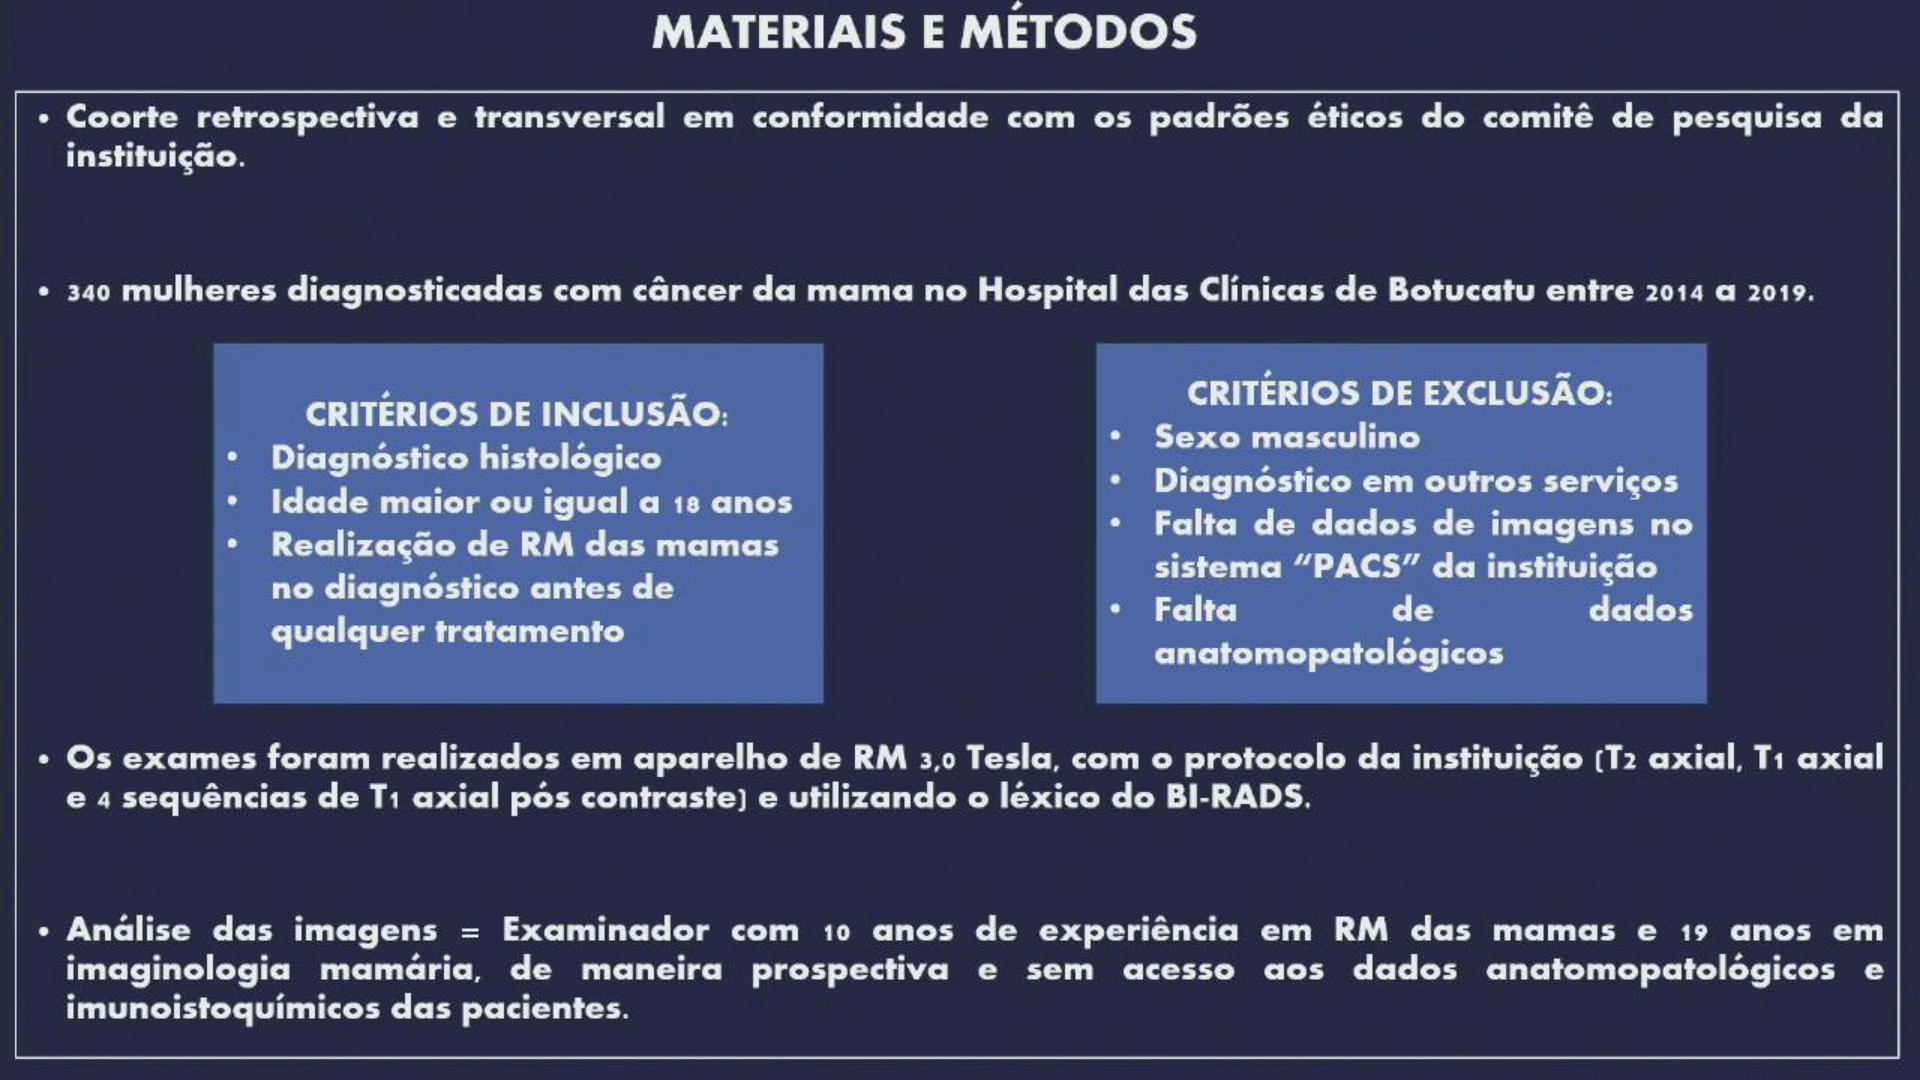 MATERIAIS E MÉTODOS
• Coorte retrospectiva e transversal em conformidade com os padrões éticos do comitê de pesquisa da
instituição.
• 340 mulheres diagnosticadas com câncer da mama no Hospital das Clínicas de Botucatu entre 2014 a 2019.
CRITÉRIOS DE INCLUSÃO:
• Diagnóstico histológico
• Idade maior ou igual a 18 anos
• Realização de RM das mamas
no diagnóstico antes de
qualquer tratamento
CRITÉRIOS DE EXCLUSÃO:
• Sexo masculino
• Diagnóstico em outros serviços
• Falta de dados de imagens no
sistema “PACS” da instituição
• Falta de dados
anatomopatológicos
• Os exames foram realizados em aparelho de RM 3,0 Tesla, com o protocolo da instituição (T2 axial, T1 axial
e 4 sequências de T1 axial pós contraste) e utilizando o léxico do BI-RADS.
• Análise das imagens = Examinador com 10 anos de experiência em RM das mamas e 19 anos em
imaginologia mamária, de maneira prospectiva e sem acesso aos dados anatomopatológicos e
imunoistoquímicos das pacientes.